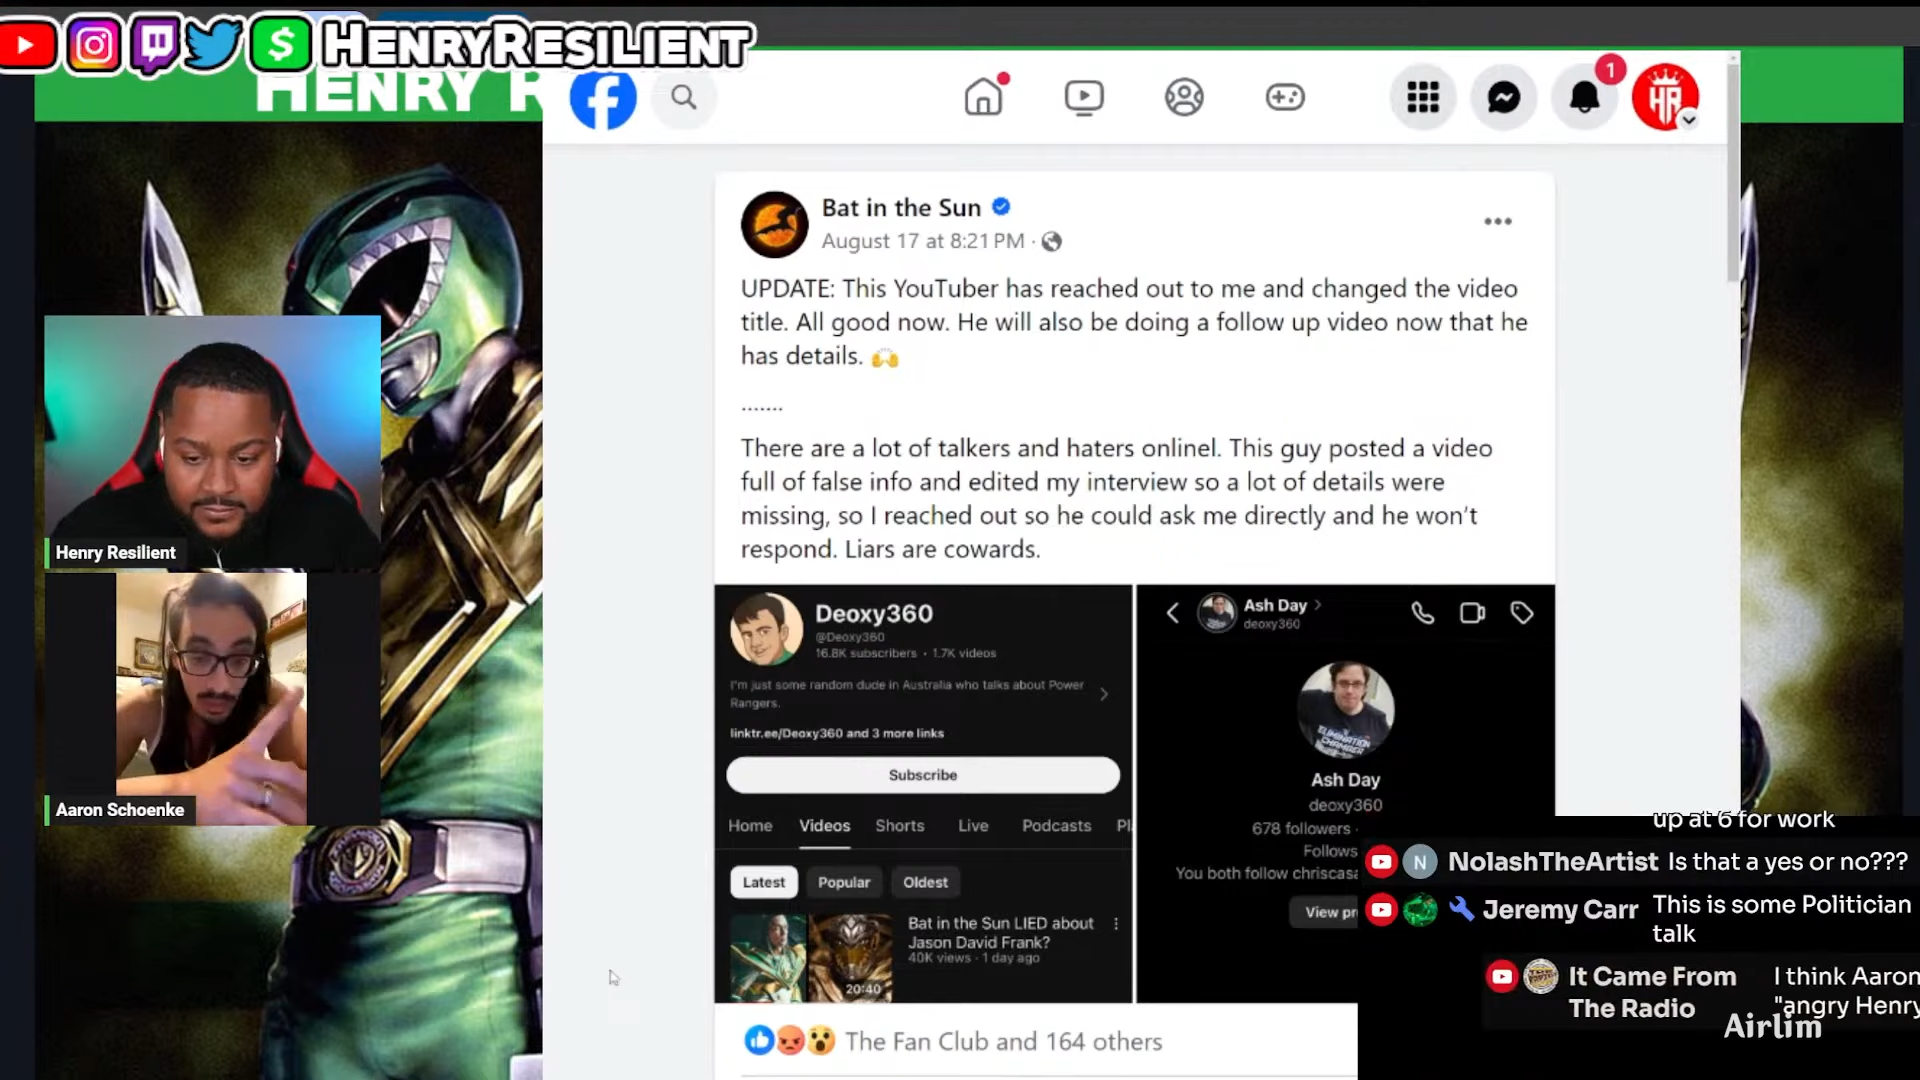 HENRYRESILIENT
HENRY R
Bat in the Sun
August 17 at 8:21 PM ·
UPDATE: This YouTuber has reached out to me and changed the video
title. All good now. He will also be doing a follow up video now that he
has details. 🙌
.......
There are a lot of talkers and haters onlinel. This guy posted a video
full of false info and edited my interview so a lot of details were
missing, so I reached out so he could ask me directly and he won't
respond. Liars are cowards.
Deoxy360
@Deoxy360
16.8K subscribers · 1.7K videos
I'm just some random dude in Australia who talks about Power
Rangers.
linktr.ee/Deoxy360 and 3 more links
Subscribe
Home Videos Shorts Live Podcasts Pl
Latest Popular Oldest
Bat in the Sun LIED about
Jason David Frank?
40K views · 1 day ago
20:40
Ash Day
deoxy360
ELIMINATION
CHAMBER
Ash Day
deoxy360
678 followers ·
Follows
You both follow chriscasa
View pr
The Fan Club and 164 others
1
HR
Henry Resilient
Aaron Schoenke
up at 6 for work
N NolashTheArtist Is that a yes or no???
Jeremy Carr This is some Politician
talk
It Came From The Radio I think Aaron
"angry Henry
Airlim